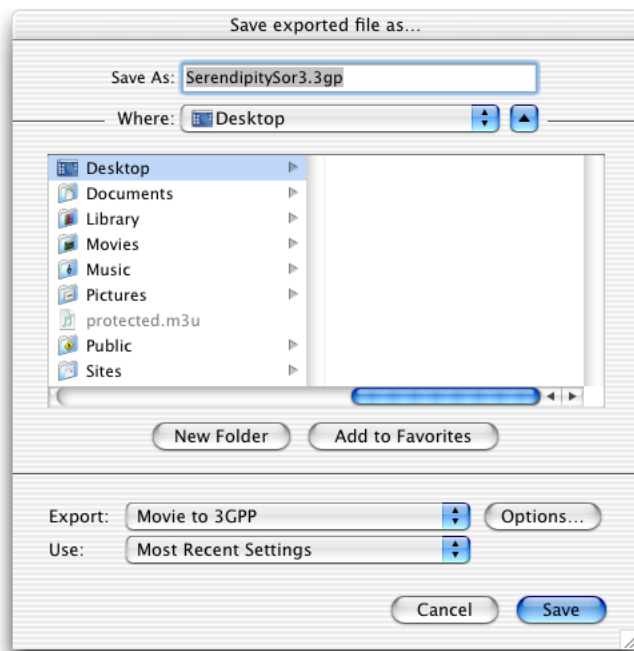 Save exported file as...
Save As: SerendipitySor3.3gp
Where: Desktop
Desktop
Documents
Library
Movies
Music
Pictures
protected.m3u
Public
Sites
New Folder Add to Favorites
Export: Movie to 3GPP Options...
Use: Most Recent Settings
Cancel Save